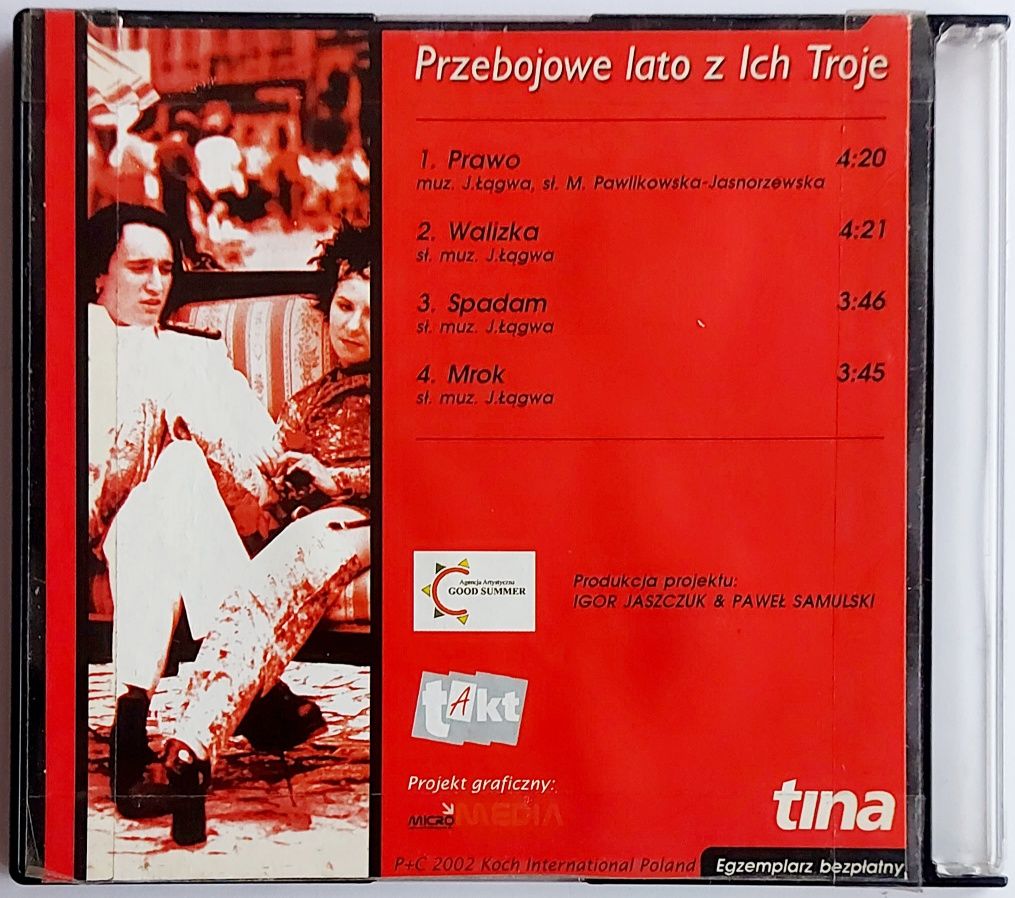 Przebojowe lato z Ich Troje
1. Prawo 4:20
muz. J.Łągwa, sł. M. Pawlikowska-Jasnorzewska
2. Walizka 4:21
sł. muz. J.Łągwa
3. Spadam 3:46
sł. muz. J.Łągwa
4. Mrok 3:45
sł. muz. J.Łągwa
Agencja Artystyczna
GOOD SUMMER
Produkcja projektu:
IGOR JASZCZUK & PAWEŁ SAMULSKI
tAkt
Projekt graficzny:
MICRO MEDIA
tina
P+C 2002 Koch International Poland
Egzemplarz bezpłatny